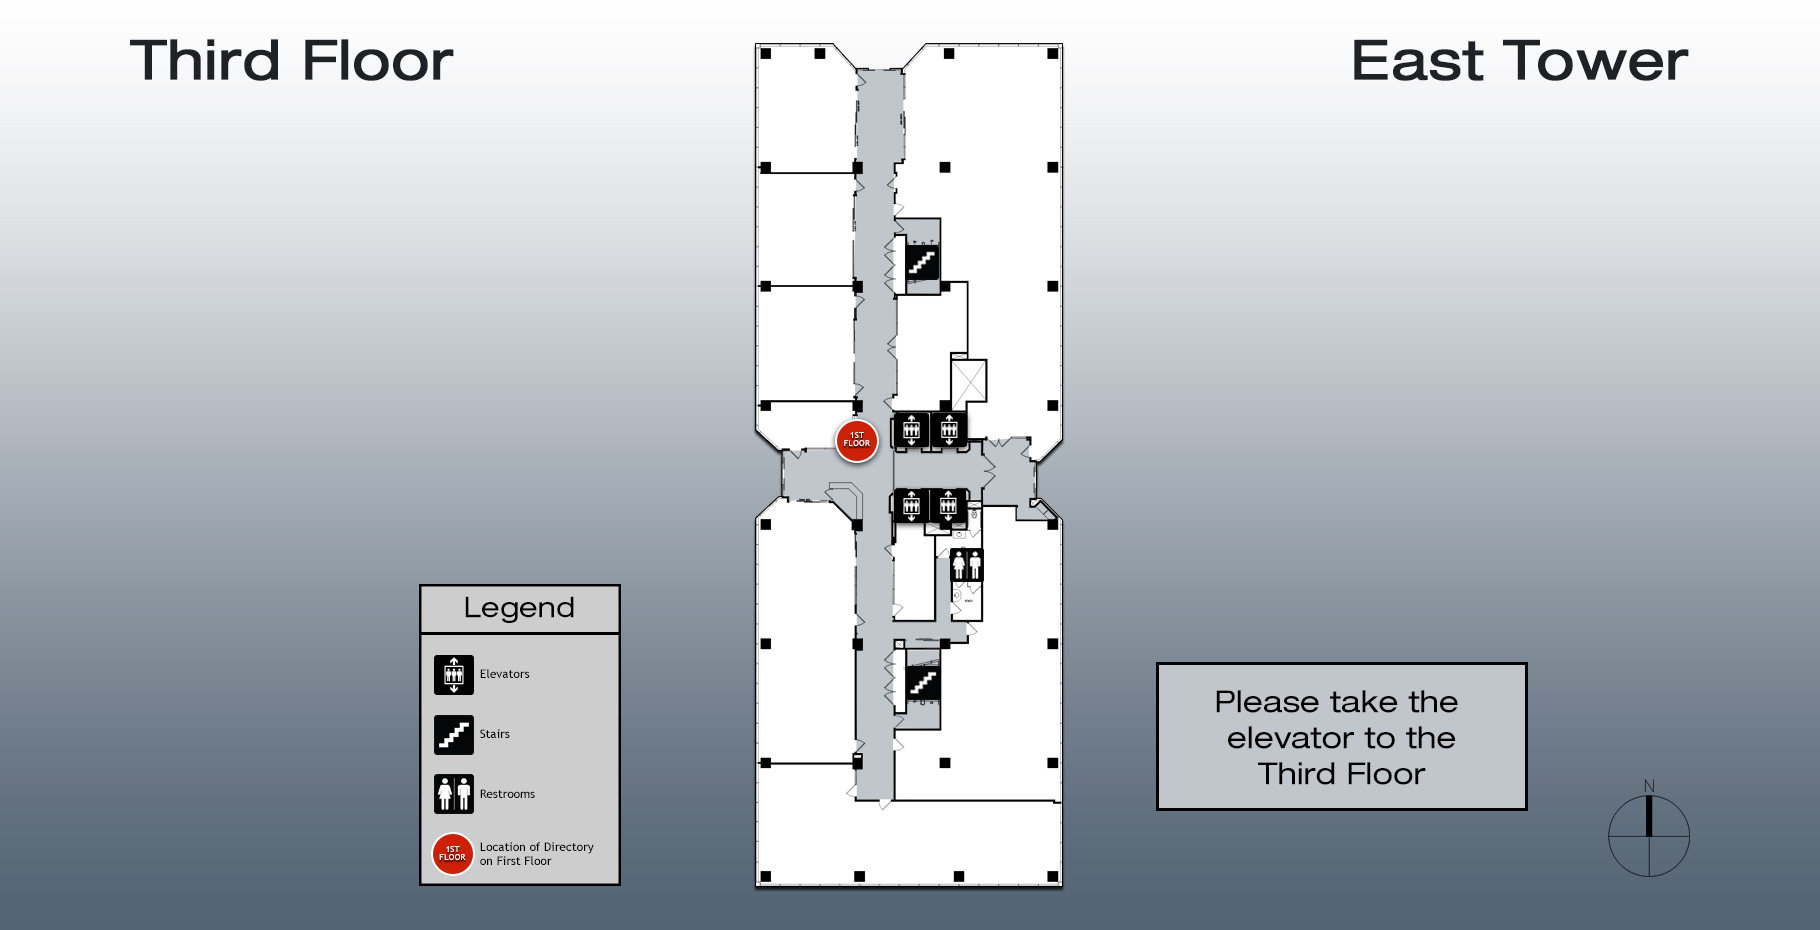 Third Floor
East Tower
1ST
FLOOR
Legend
Elevators
Stairs
Restrooms
1ST
FLOOR
Location of Directory
on First Floor
Please take the
elevator to the
Third Floor
N